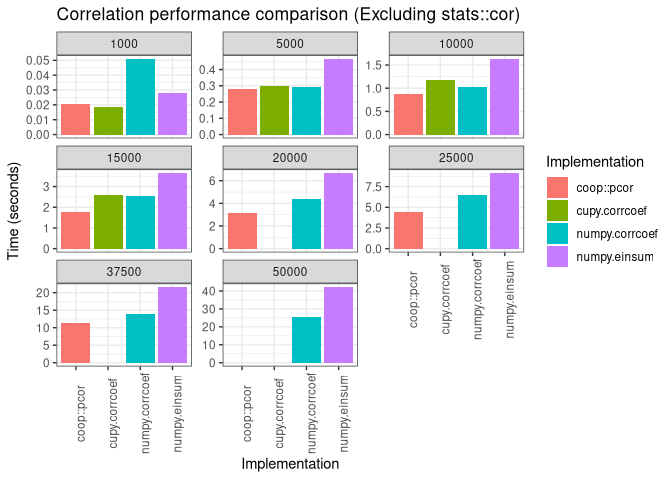 Correlation performance comparison (Excluding stats::cor)
1000
5000
10000
0.05
0.04
0.03
0.02
0.01
0.00
0.4
0.3
0.2
0.1
0.0
1.5
1.0
0.5
0.0
15000
20000
25000
3
2
1
0
6
4
2
0
7.5
5.0
2.5
0.0
37500
50000
20
15
10
5
0
40
30
20
10
0
coop::pcor
cupy.corrcoef
numpy.corrcoef
numpy.einsum
coop::pcor
cupy.corrcoef
numpy.corrcoef
numpy.einsum
coop::pcor
cupy.corrcoef
numpy.corrcoef
numpy.einsum
Time (seconds)
Implementation
Implementation
coop::pcor
cupy.corrcoef
numpy.corrcoef
numpy.einsum